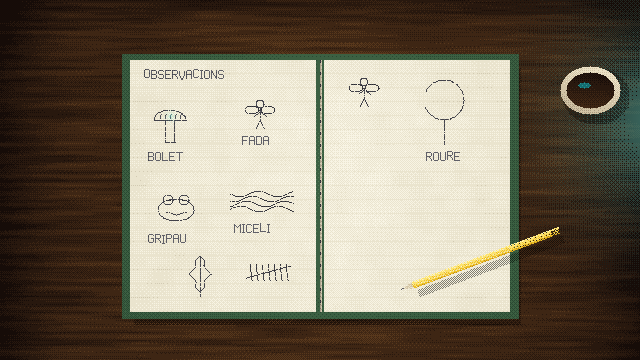 OBSERVACIONS
BOLET
FADA
GRIPAU
MICELI
ROURE